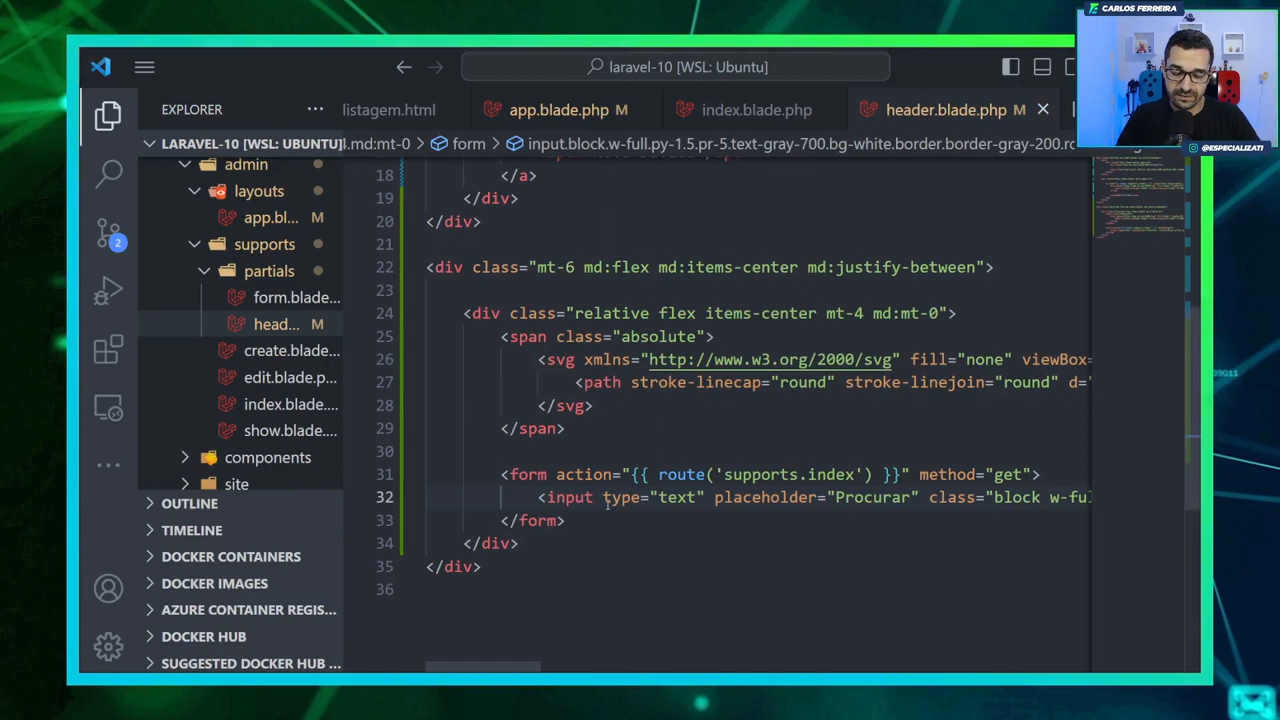 CARLOS FERREIRA
@ESPECIALIZATI
laravel-10 [WSL: Ubuntu]
EXPLORER
listagem.html
app.blade.php M
index.blade.php
header.blade.php M
LARAVEL-10 [WSL: UBUNTU]
4.md:mt-0 > form > input.block.w-full.py-1.5.pr-5.text-gray-700.bg-white.border.border-gray-200.ro
admin
layouts
app.bl... M
supports
partials
form.blade...
head... M
create.blade...
edit.blade.p...
index.blade....
show.blade....
components
site
OUTLINE
TIMELINE
DOCKER CONTAINERS
DOCKER IMAGES
AZURE CONTAINER REGIS...
DOCKER HUB
SUGGESTED DOCKER HUB ...
2
18 </a>
19 </div>
20 </div>
21
22 <div class="mt-6 md:flex md:items-center md:justify-between">
23
24 <div class="relative flex items-center mt-4 md:mt-0">
25 <span class="absolute">
26 <svg xmlns="http://www.w3.org/2000/svg" fill="none" viewBox=
27 <path stroke-linecap="round" stroke-linejoin="round" d="
28 </svg>
29 </span>
30
31 <form action="{{ route('supports.index') }}" method="get">
32 <input type="text" placeholder="Procurar" class="block w-ful
33 </form>
34 </div>
35 </div>
36